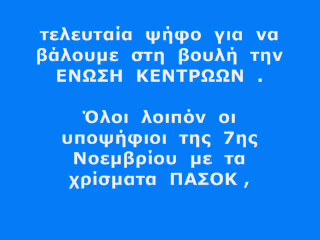 τελευταία ψήφο για να
βάλουμε στη βουλή την
ΕΝΩΣΗ ΚΕΝΤΡΩΩΝ .
Όλοι λοιπόν οι
υποψήφιοι της 7ης
Νοεμβρίου με τα
χρίσματα ΠΑΣΟΚ ,